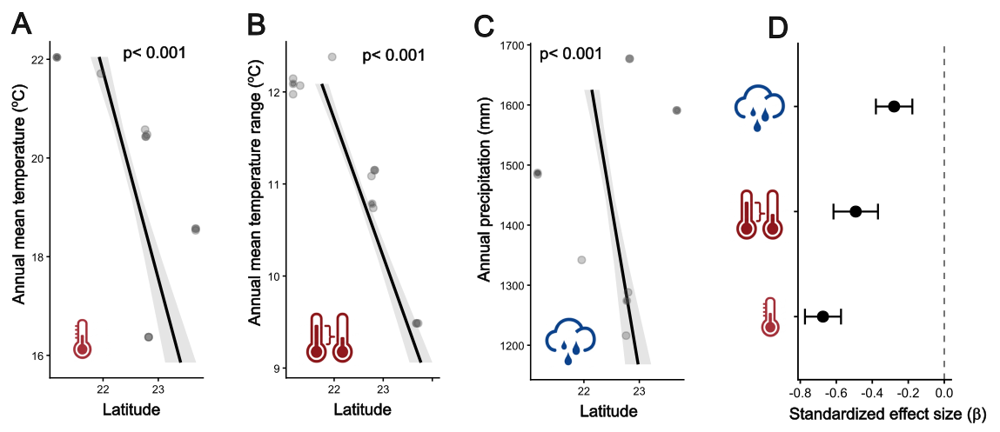 A
p< 0.001
Annual mean temperature (ºC)
22
20
18
16
22
23
Latitude
B
p< 0.001
Annual mean temperature range (ºC)
12
11
10
9
22
23
Latitude
C
p< 0.001
Annual precipitation (mm)
1700
1600
1500
1400
1300
1200
22
23
Latitude
D
-0.8
-0.6
-0.4
-0.2
0.0
Standardized effect size (β)